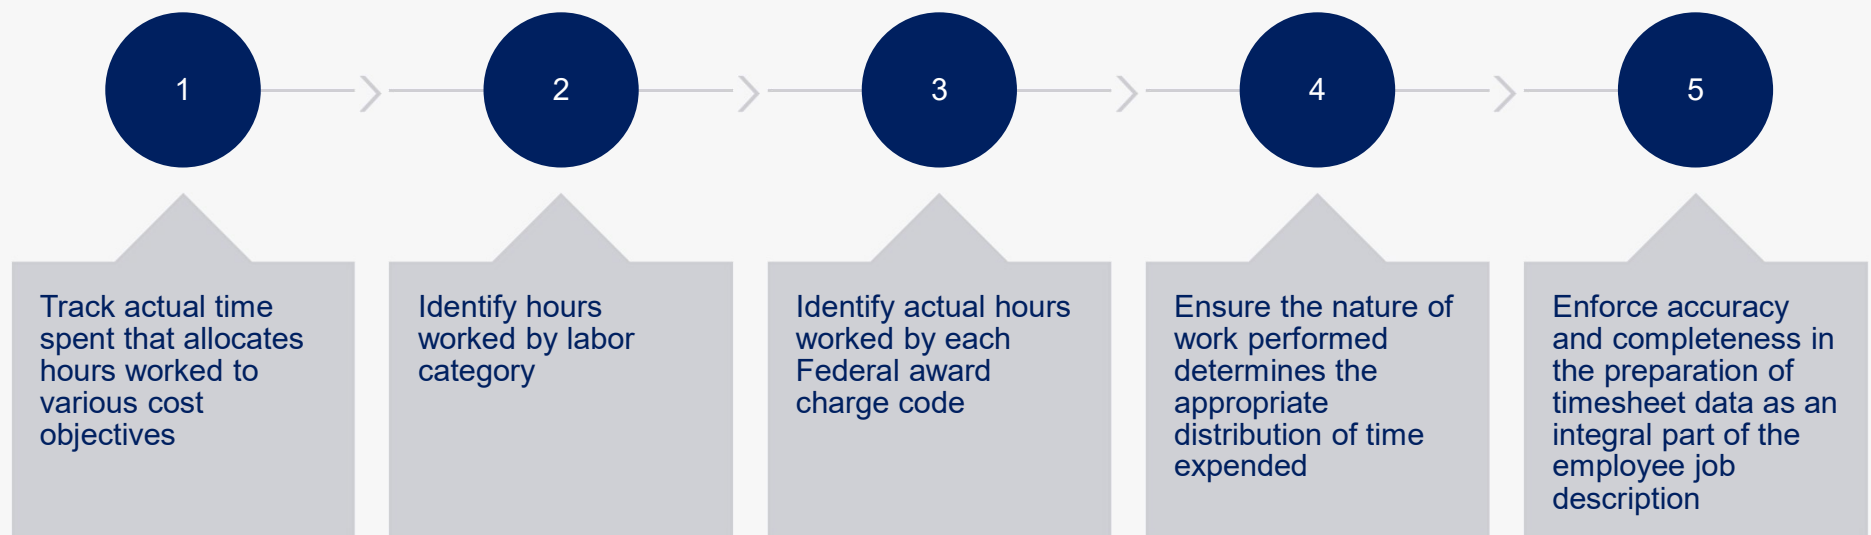 1
2
3
4
5
Track actual time
spent that allocates
hours worked to
various cost
objectives
Identify hours
worked by labor
category
Identify actual hours
worked by each
Federal award
charge code
Ensure the nature of
work performed
determines the
appropriate
distribution of time
expended
Enforce accuracy
and completeness in
the preparation of
timesheet data as an
integral part of the
employee job
description